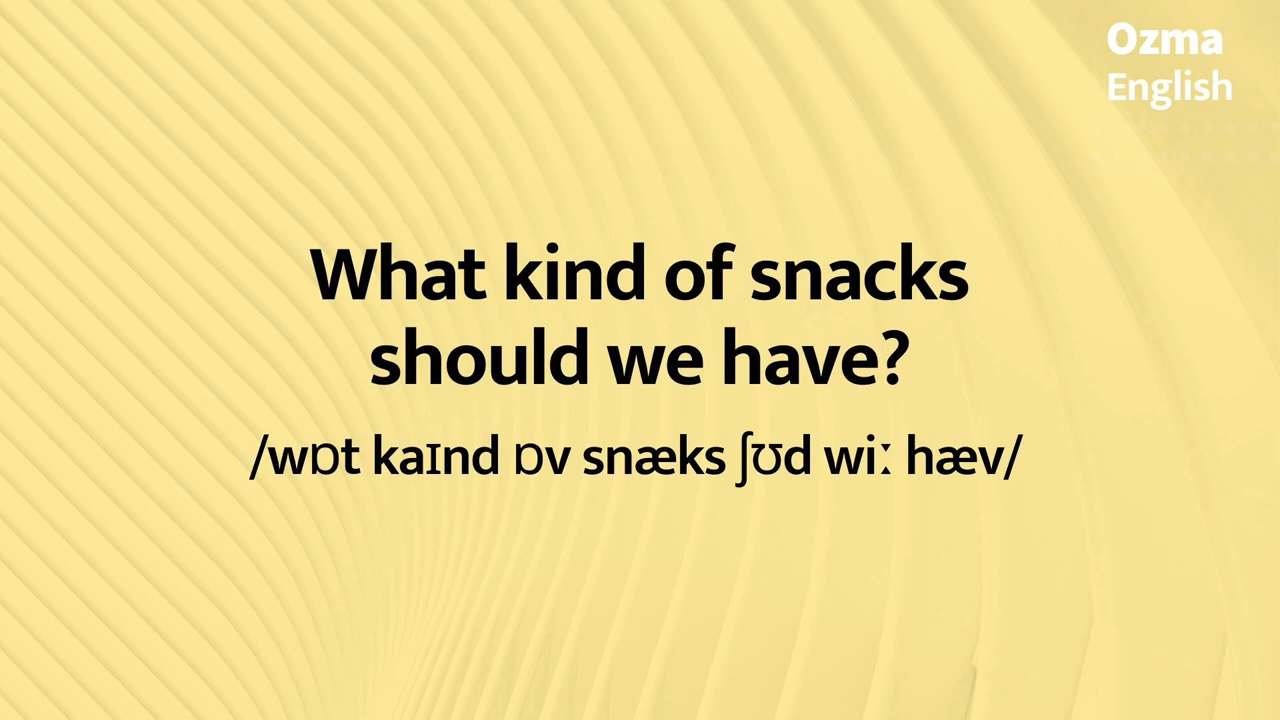 Ozma
English
What kind of snacks
should we have?
/wɒt kaɪnd ɒv snæks ʃʊd wiː hæv/